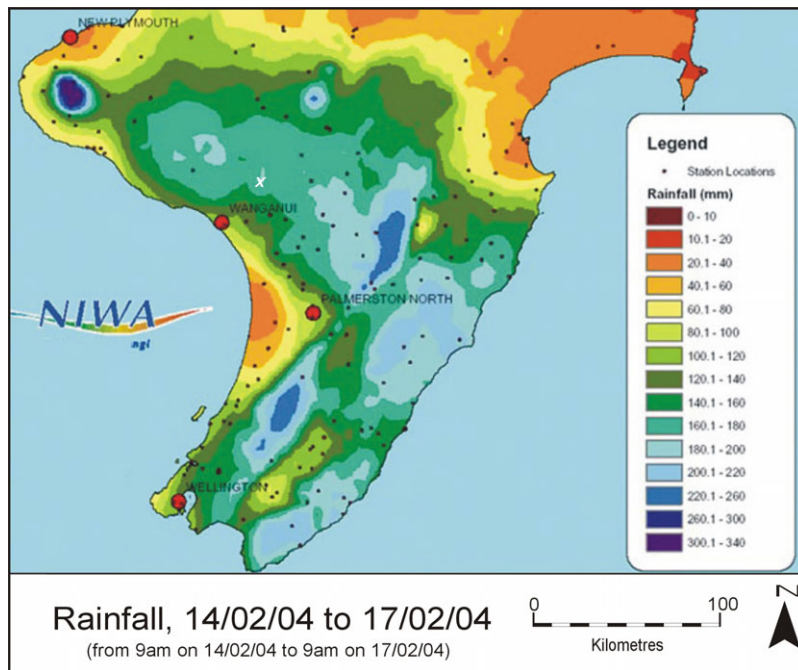 NEW PLYMOUTH
x
WANGANUI
PALMERSTON NORTH
WELLINGTON
NIWA
Legend
Station Locations
Rainfall (mm)
0 - 10
10.1 - 20
20.1 - 40
40.1 - 60
60.1 - 80
80.1 - 100
100.1 - 120
120.1 - 140
140.1 - 160
160.1 - 180
180.1 - 200
200.1 - 220
220.1 - 260
260.1 - 300
300.1 - 340
Rainfall, 14/02/04 to 17/02/04
(from 9am on 14/02/04 to 9am on 17/02/04)
0 100
Kilometres
N